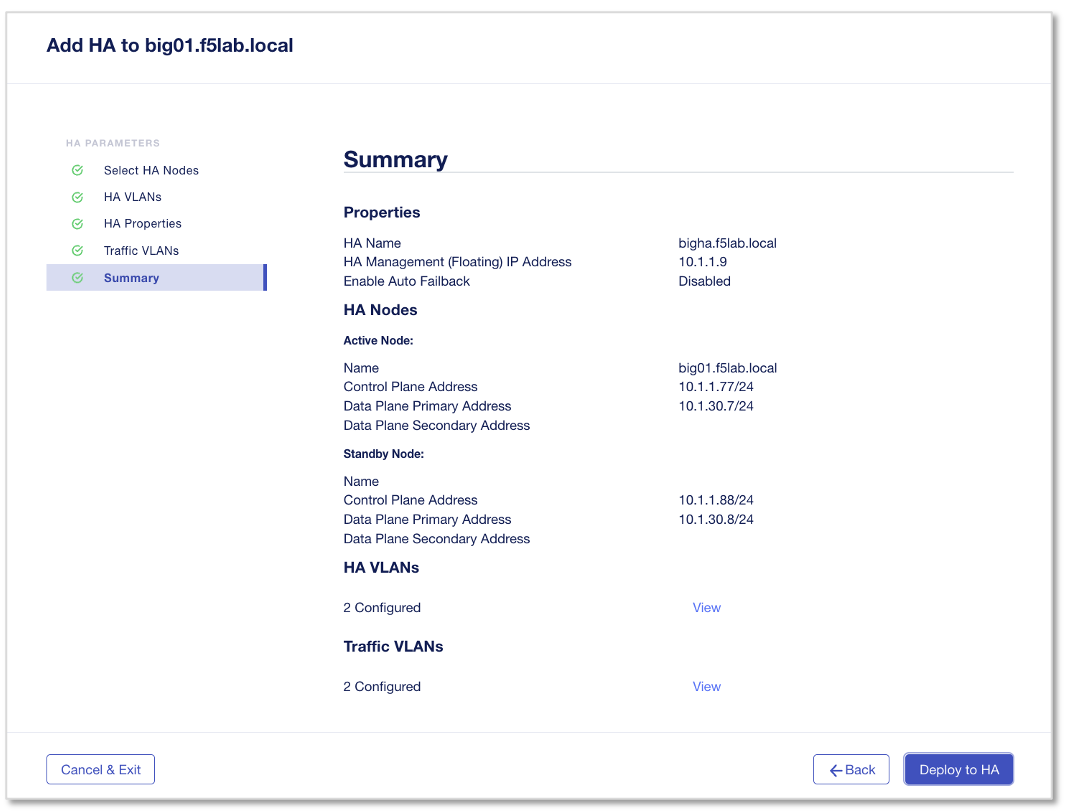 Add HA to big01.f5lab.local
HA PARAMETERS
Select HA Nodes
HA VLANs
HA Properties
Traffic VLANs
Summary
Summary
Properties
HA Name bigha.f5lab.local
HA Management (Floating) IP Address 10.1.1.9
Enable Auto Failback Disabled
HA Nodes
Active Node:
Name big01.f5lab.local
Control Plane Address 10.1.1.77/24
Data Plane Primary Address 10.1.30.7/24
Data Plane Secondary Address
Standby Node:
Name
Control Plane Address 10.1.1.88/24
Data Plane Primary Address 10.1.30.8/24
Data Plane Secondary Address
HA VLANs
2 Configured View
Traffic VLANs
2 Configured View
Cancel & Exit
Back
Deploy to HA